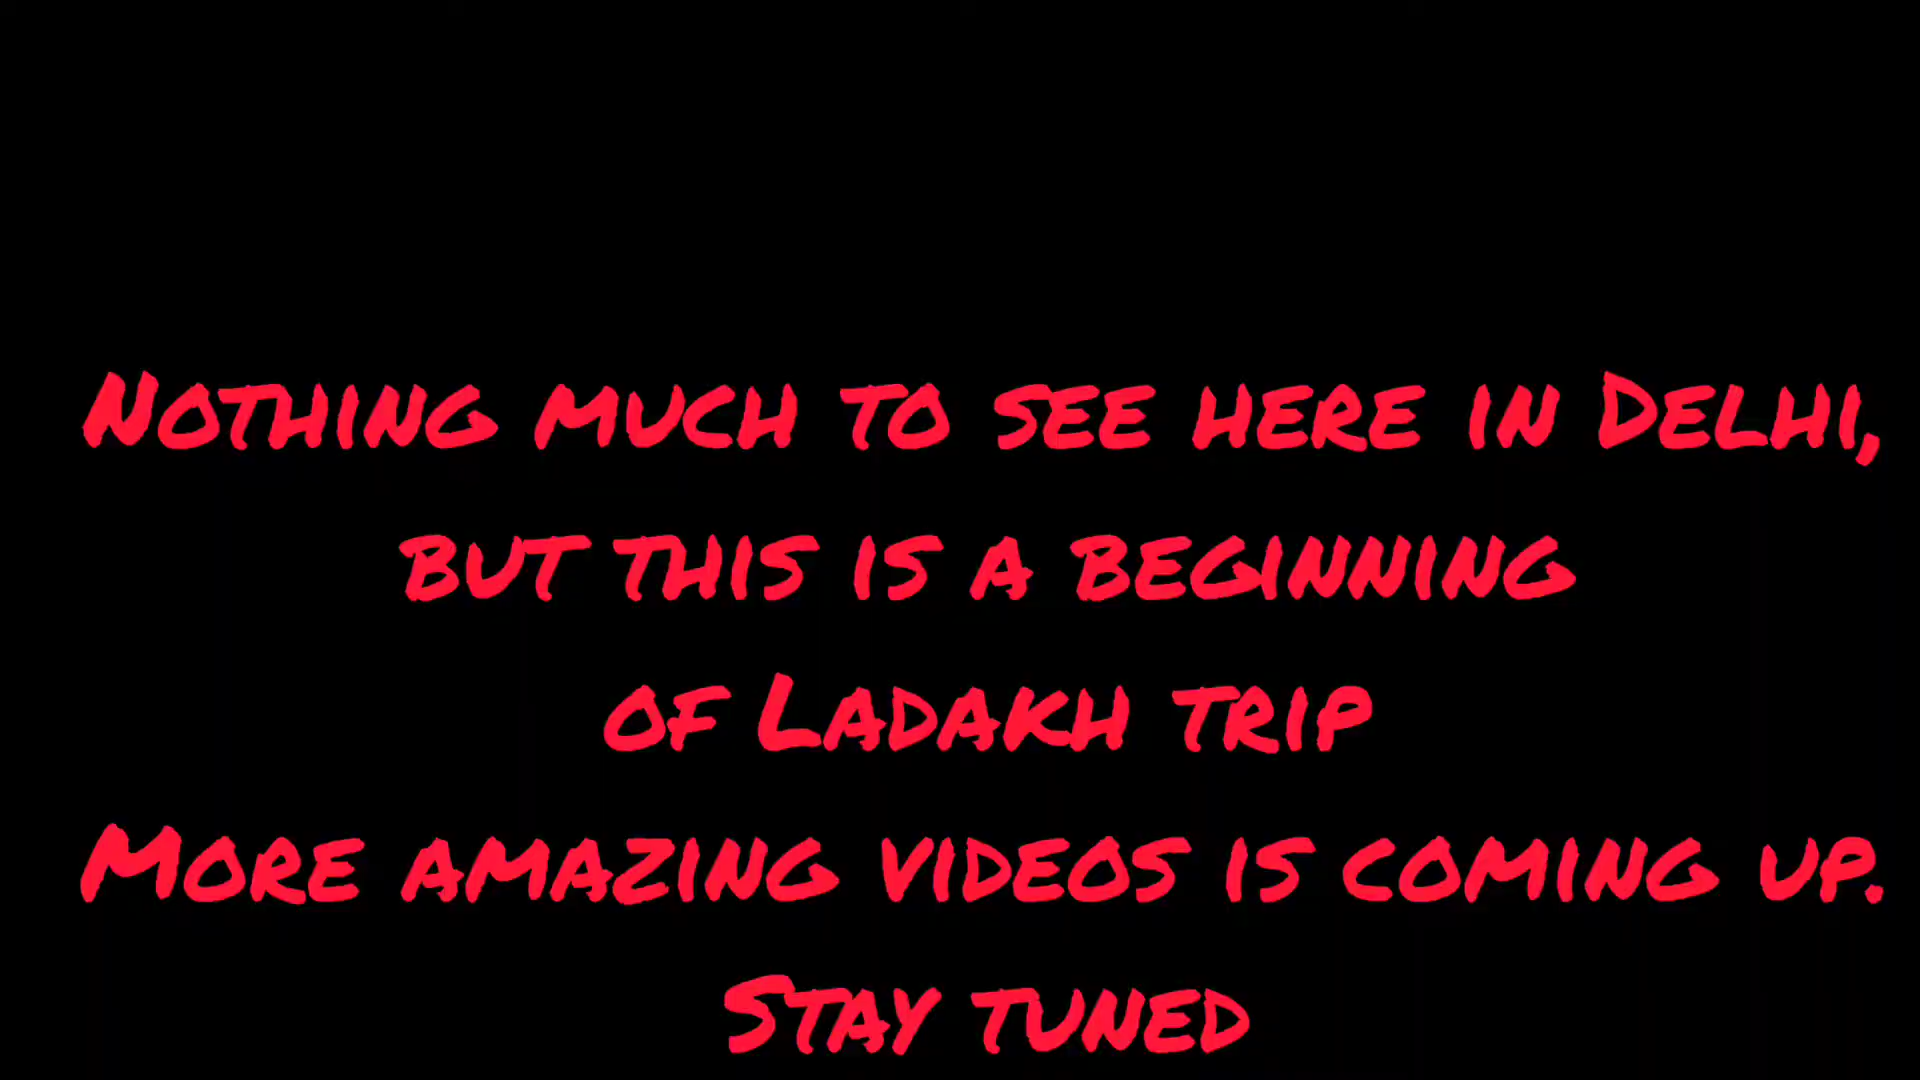 Nothing much to see here in Delhi,
but this is a beginning
of Ladakh trip
More amazing videos is coming up.
Stay tuned